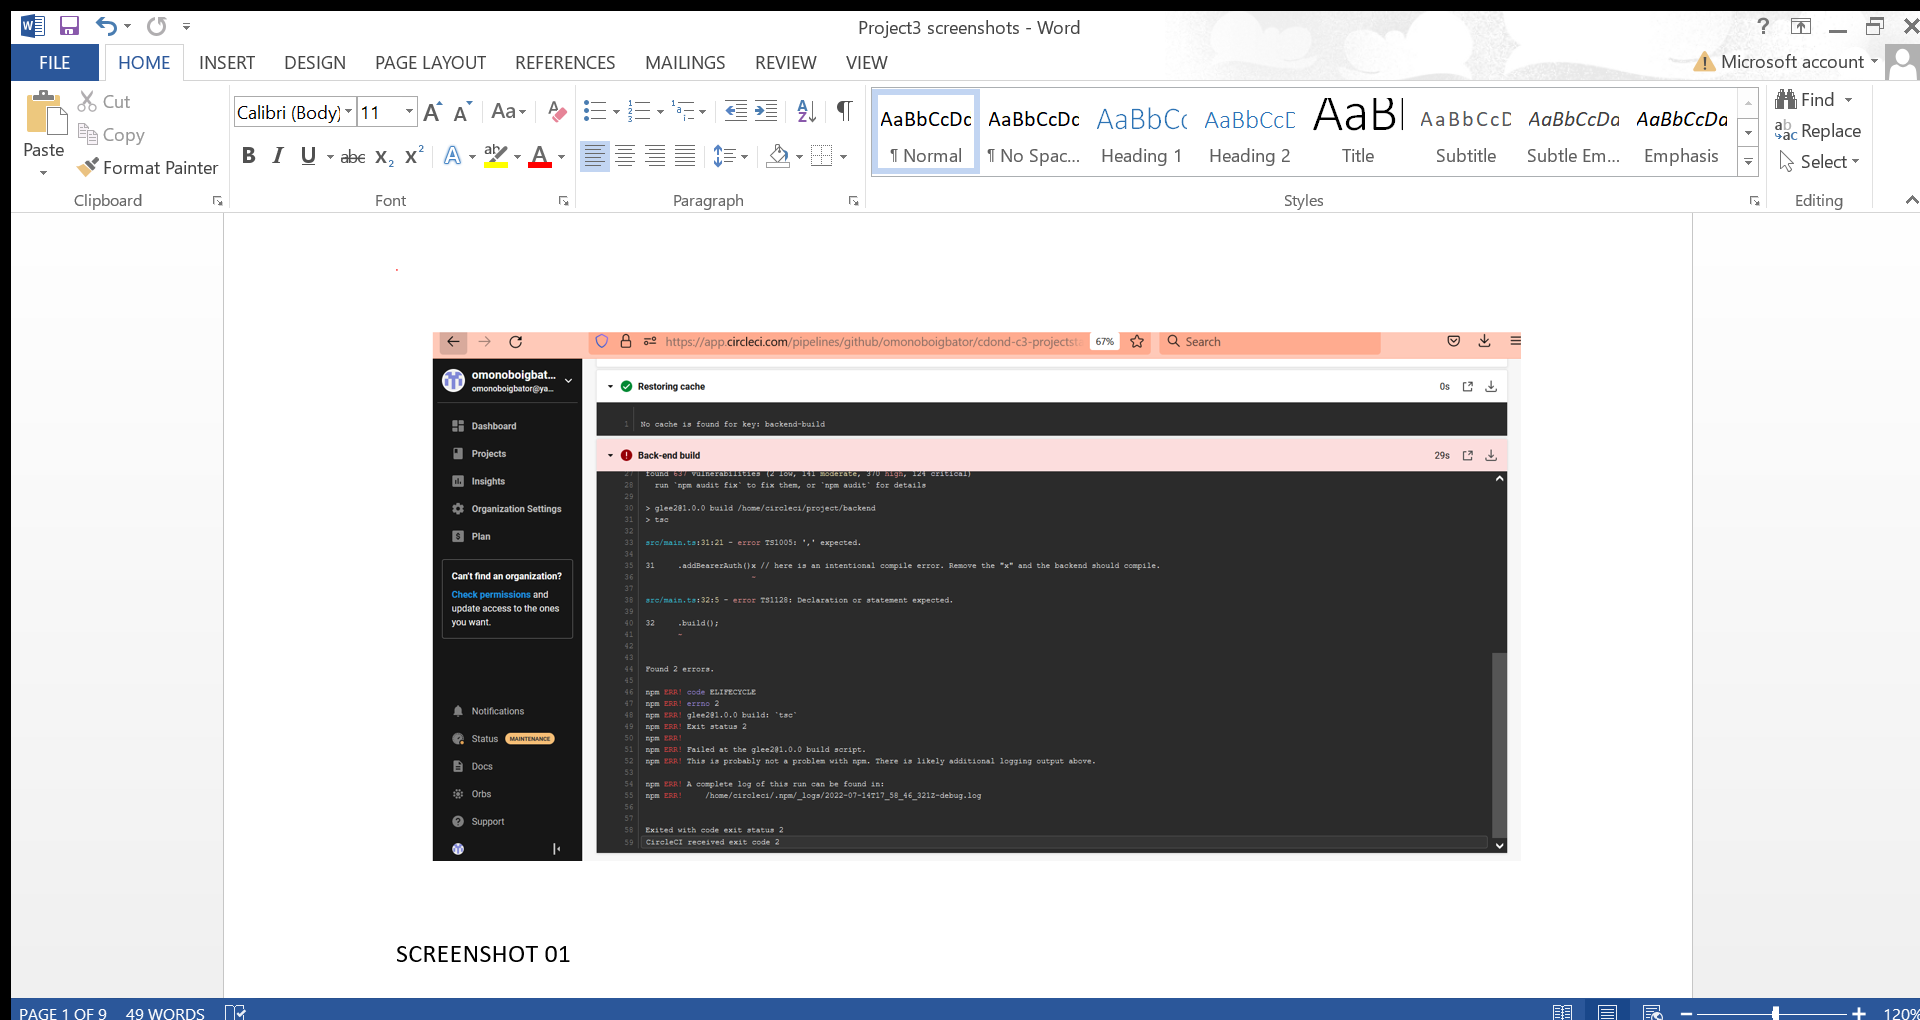 Project3 screenshots - Word
FILE HOME INSERT DESIGN PAGE LAYOUT REFERENCES MAILINGS REVIEW VIEW Microsoft account
Paste
Cut
Copy
Format Painter
Clipboard
Calibri (Body) 11
Font
Paragraph
AaBbCcDc AaBbCcDc AaBbCc AaBbCcD AaBl AaBbCcD AaBbCcDd AaBbCcDd
¶ Normal ¶ No Spac... Heading 1 Heading 2 Title Subtitle Subtle Em... Emphasis
Styles
Find
Replace
Select
Editing
https://app.circleci.com/pipelines/github/omonoboigbator/cdond-c3-projectsta
67%
Search
omonoboigbat...
omonoboigbator@ya...
Dashboard
Projects
Insights
Organization Settings
Plan
Can't find an organization?
Check permissions and
update access to the ones
you want.
Notifications
Status MAINTENANCE
Docs
Orbs
Support
Restoring cache 0s
1 No cache is found for key: backend-build
Back-end build 29s
27 found 637 vulnerabilities (2 low, 141 moderate, 370 high, 124 critical)
28 run `npm audit fix` to fix them, or `npm audit` for details
29
30 > glee2@1.0.0 build /home/circleci/project/backend
31 > tsc
32
33 src/main.ts:31:21 - error TS1005: ',' expected.
34
35 31 .addBearerAuth()x // here is an intentional compile error. Remove the "x" and the backend should compile.
36 ~
37
38 src/main.ts:32:5 - error TS1128: Declaration or statement expected.
39
40 32 .build();
41 ~
42
43
44 Found 2 errors.
45
46 npm ERR! code ELIFECYCLE
47 npm ERR! errno 2
48 npm ERR! glee2@1.0.0 build: `tsc`
49 npm ERR! Exit status 2
50 npm ERR!
51 npm ERR! Failed at the glee2@1.0.0 build script.
52 npm ERR! This is probably not a problem with npm. There is likely additional logging output above.
53
54 npm ERR! A complete log of this run can be found in:
55 npm ERR! /home/circleci/.npm/_logs/2022-07-14T17_58_46_321Z-debug.log
56
57
58 Exited with code exit status 2
59 CircleCI received exit code 2
SCREENSHOT 01
PAGE 1 OF 9 49 WORDS 120%